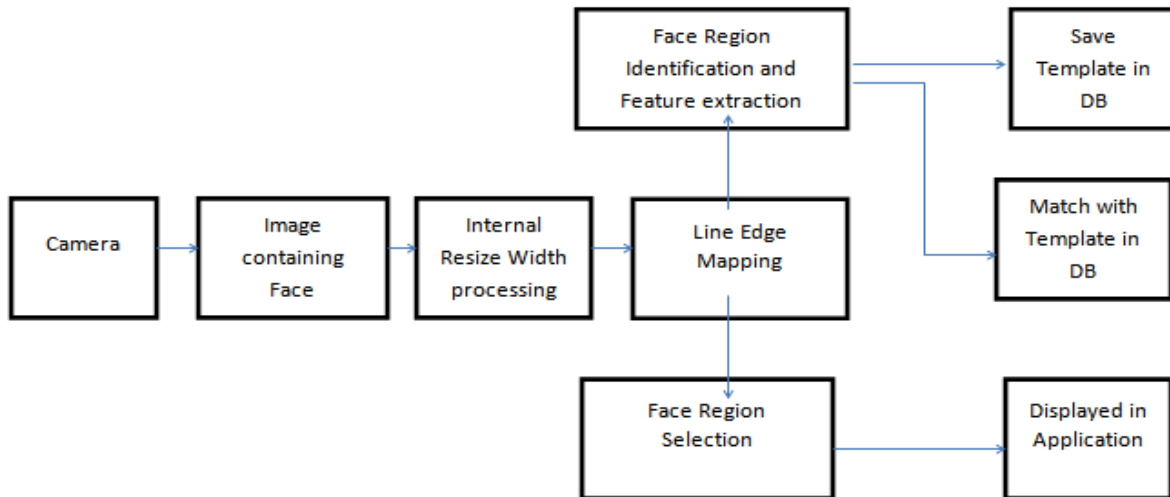 Face Region
Identification and
Feature extraction
Save
Template in
DB
Camera
Image
containing
Face
Internal
Resize Width
processing
Line Edge
Mapping
Match with
Template in
DB
Face Region
Selection
Displayed in
Application